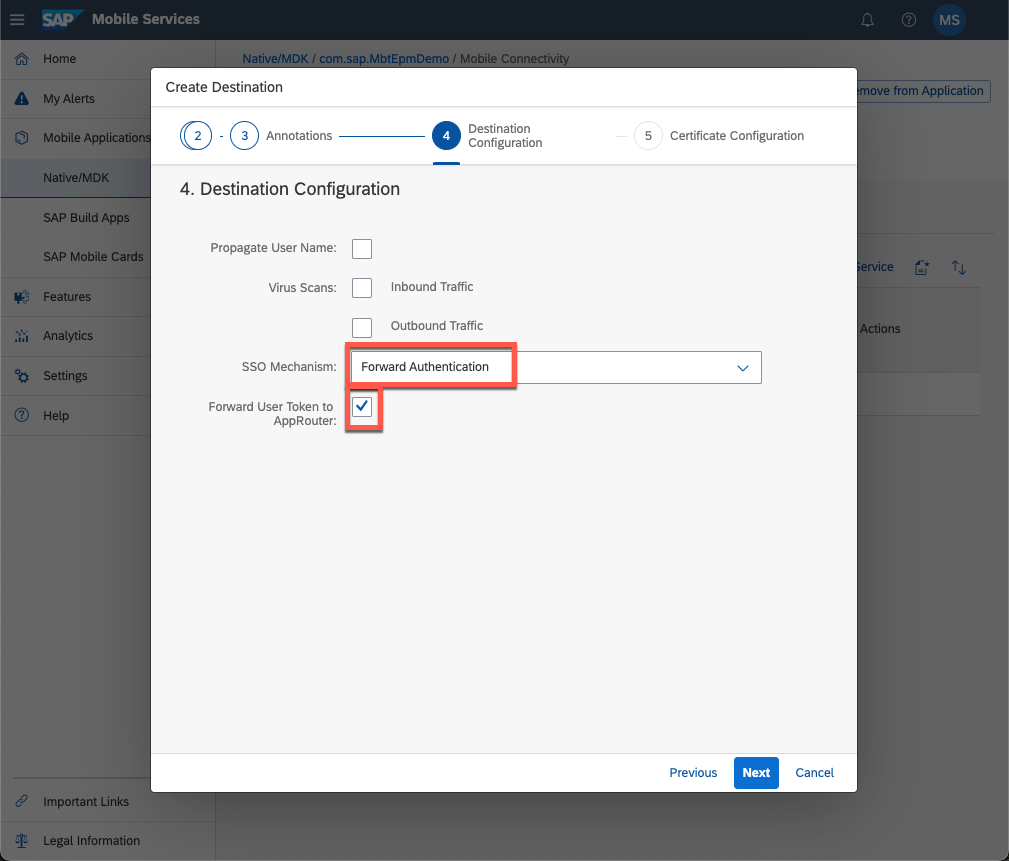 SAP Mobile Services
MS
Home
My Alerts
Mobile Applications
Native/MDK
SAP Build Apps
SAP Mobile Cards
Features
Analytics
Settings
Help
Important Links
Legal Information
Native/MDK / com.sap.MbtEpmDemo / Mobile Connectivity
from Application
Service
Actions
Create Destination
2 - 3 Annotations
4 Destination
Configuration
5 Certificate Configuration
4. Destination Configuration
Propagate User Name:
Virus Scans:
Inbound Traffic
Outbound Traffic
SSO Mechanism:
Forward Authentication
Forward User Token to
AppRouter:
Previous
Next
Cancel